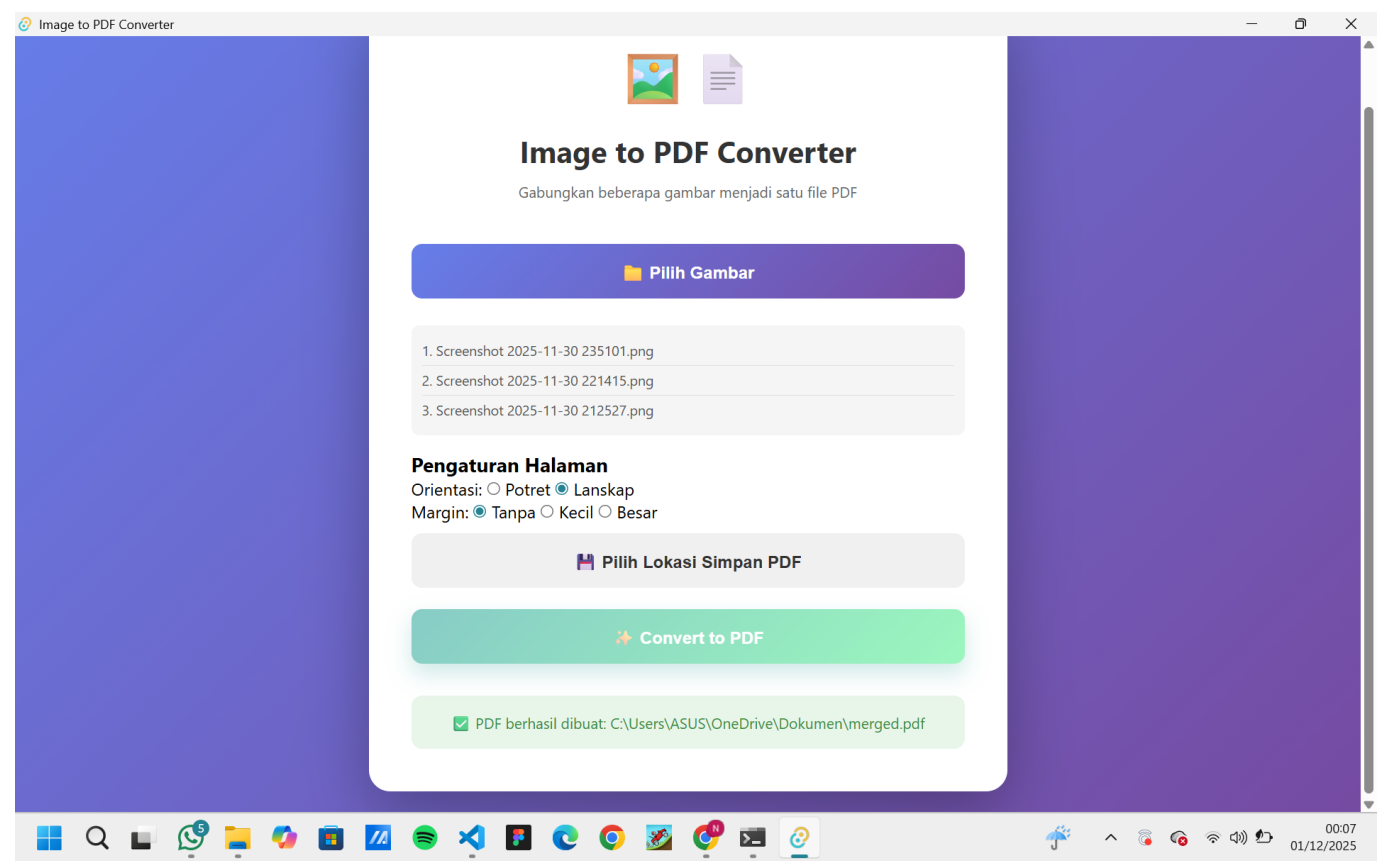 Image to PDF Converter
Image to PDF Converter
Gabungkan beberapa gambar menjadi satu file PDF
Pilih Gambar
1. Screenshot 2025-11-30 235101.png
2. Screenshot 2025-11-30 221415.png
3. Screenshot 2025-11-30 212527.png
Pengaturan Halaman
Orientasi: Potret Lanskap
Margin: Tanpa Kecil Besar
Pilih Lokasi Simpan PDF
Convert to PDF
PDF berhasil dibuat: C:\Users\ASUS\OneDrive\Dokumen\merged.pdf
5
N
00:07
01/12/2025